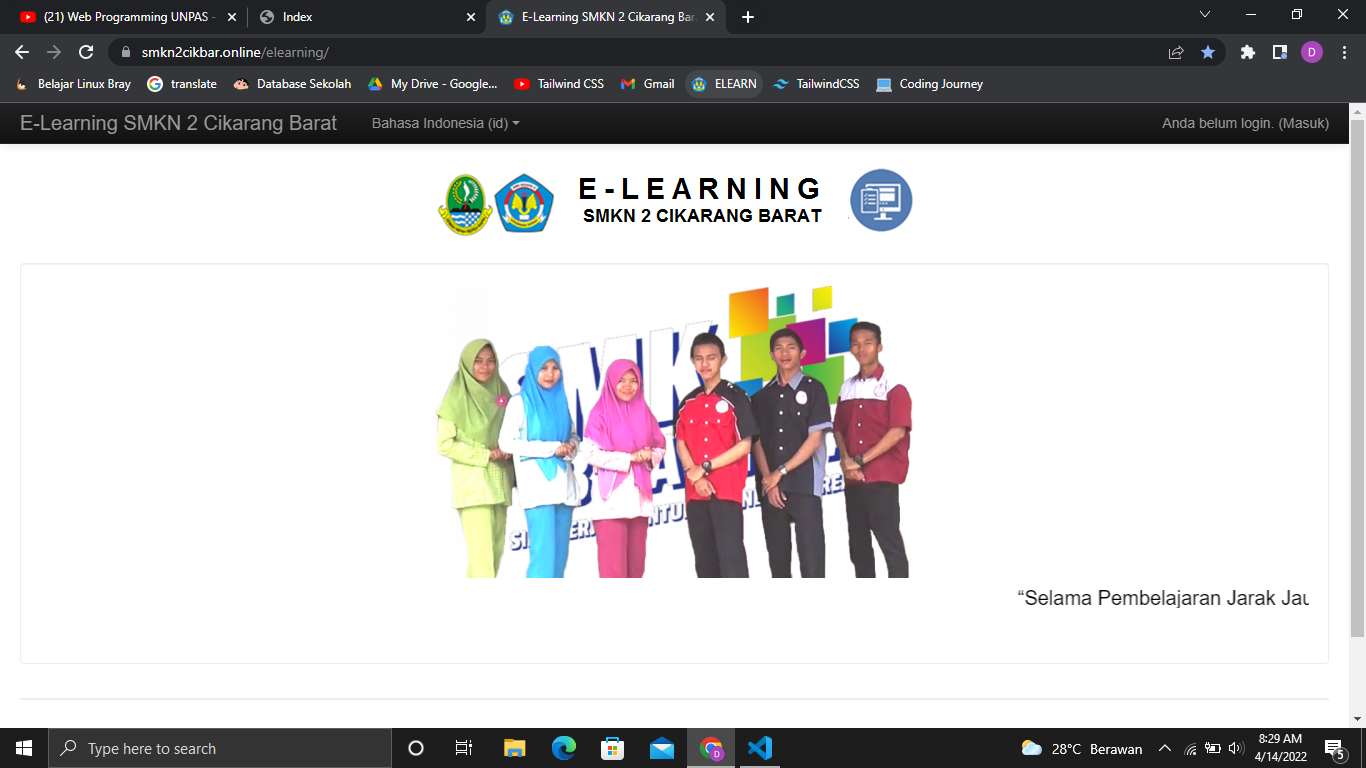 (21) Web Programming UNPAS -
Index
E-Learning SMKN 2 Cikarang Bara
smkn2cikbar.online/elearning/
D
Belajar Linux Bray
translate
Database Sekolah
My Drive - Google...
Tailwind CSS
Gmail
ELEARN
TailwindCSS
Coding Journey
E-Learning SMKN 2 Cikarang Barat
Bahasa Indonesia (id)
Anda belum login. (Masuk)
E-LEARNING
SMKN 2 CIKARANG BARAT
SMK
“Selama Pembelajaran Jarak Jau
Type here to search
D
28°C Berawan
8:29 AM
4/14/2022
5